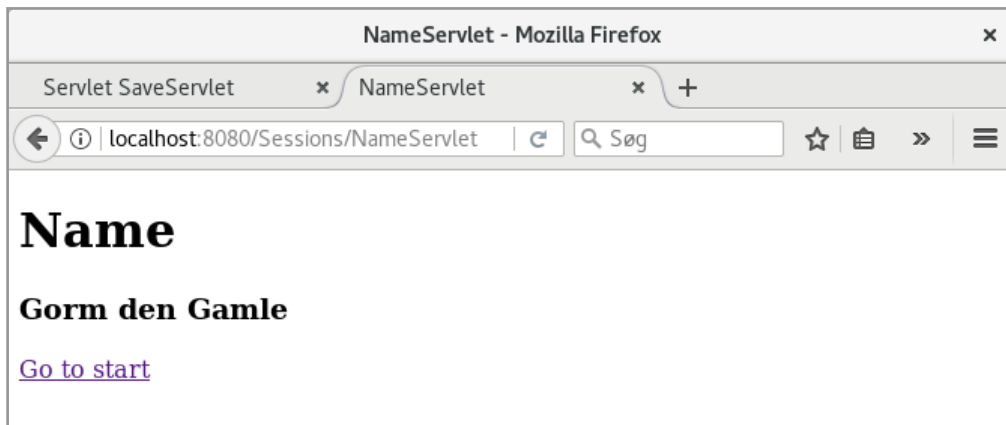 NameServlet - Mozilla Firefox
Servlet SaveServlet NameServlet
localhost:8080/Sessions/NameServlet Søg
Name
Gorm den Gamle
Go to start